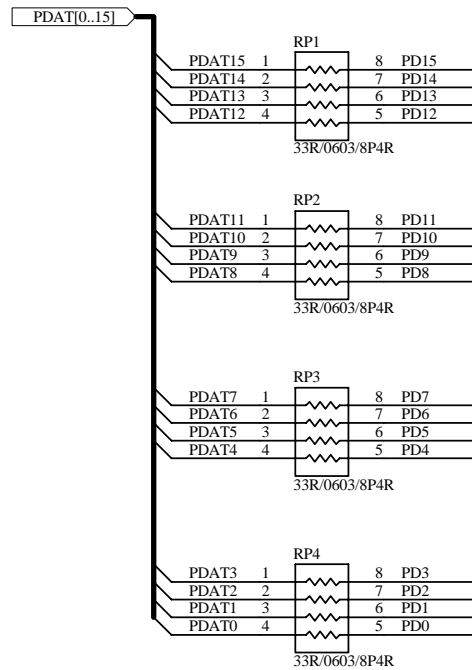 PDAT[0..15]
RP1
PDAT15 1 8 PD15
PDAT14 2 7 PD14
PDAT13 3 6 PD13
PDAT12 4 5 PD12
33R/0603/8P4R
RP2
PDAT11 1 8 PD11
PDAT10 2 7 PD10
PDAT9 3 6 PD9
PDAT8 4 5 PD8
33R/0603/8P4R
RP3
PDAT7 1 8 PD7
PDAT6 2 7 PD6
PDAT5 3 6 PD5
PDAT4 4 5 PD4
33R/0603/8P4R
RP4
PDAT3 1 8 PD3
PDAT2 2 7 PD2
PDAT1 3 6 PD1
PDAT0 4 5 PD0
33R/0603/8P4R